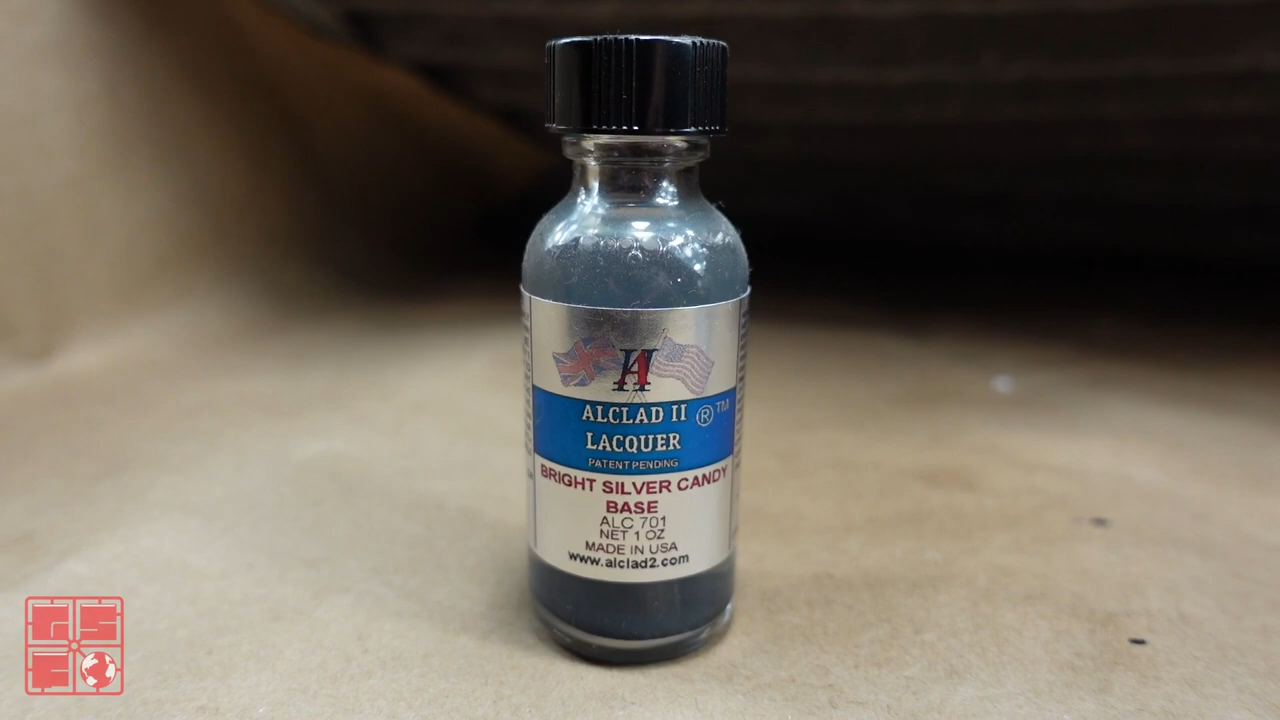 ALCLAD II ® TM
LACQUER
PATENT PENDING
BRIGHT SILVER CANDY
BASE
ALC 701
NET 1 OZ
MADE IN USA
www.alclad2.com